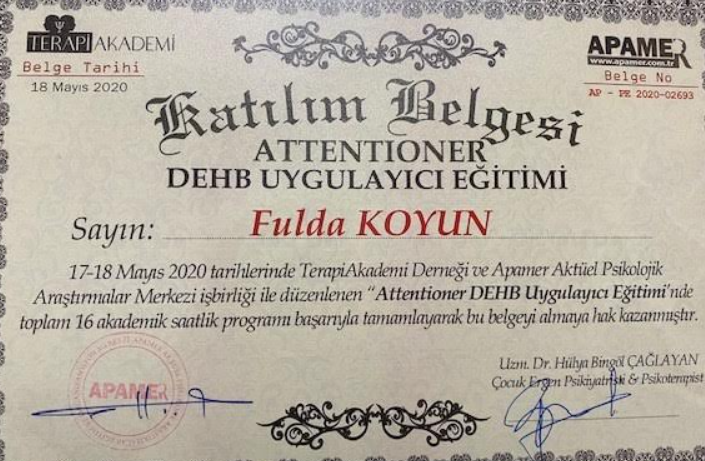 TERAPİ AKADEMİ
Belge Tarihi
18 Mayıs 2020
APAMER
www.apamer.com.tr
Belge No
AP - PE 2020-02693
Katılım Belgesi
ATTENTIONER
DEHB UYGULAYICI EĞİTİMİ
Sayın: Fulda KOYUN
17-18 Mayıs 2020 tarihlerinde TerapiAkademi Derneği ve Apamer Aktüel Psikolojik
Araştırmalar Merkezi işbirliği ile düzenlenen “Attentioner DEHB Uygulayıcı Eğitimi’nde
toplam 16 akademik saatlik programı başarıyla tamamlayarak bu belgeyi almaya hak kazanmıştır.
Uzm. Dr. Hülya Bingöl ÇAĞLAYAN
Çocuk Ergen Psikiyatristi & Psikoterapist
APAMER